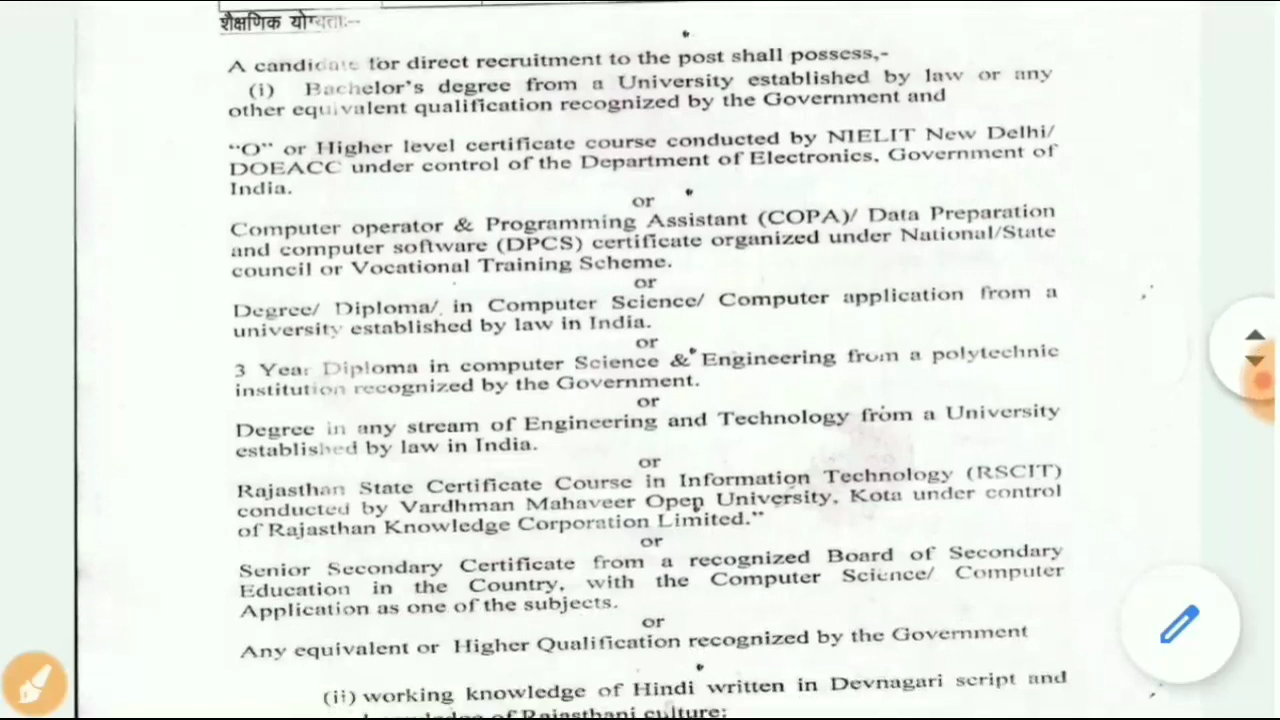 शैक्षणिक योग्यता:--
A candidate for direct recruitment to the post shall possess,-
(i) Bachelor's degree from a University established by law or any
other equivalent qualification recognized by the Government and
"O" or Higher level certificate course conducted by NIELIT New Delhi/
DOEACC under control of the Department of Electronics, Government of
India.
or
Computer operator & Programming Assistant (COPA)/ Data Preparation
and computer software (DPCS) certificate organized under National/State
council or Vocational Training Scheme.
or
Degree/ Diploma/ in Computer Science/ Computer application from a
university established by law in India.
or
3 Year Diploma in computer Science & Engineering from a polytechnic
institution recognized by the Government.
or
Degree in any stream of Engineering and Technology from a University
established by law in India.
or
Rajasthan State Certificate Course in Information Technology (RSCIT)
conducted by Vardhman Mahaveer Open University, Kota under control
of Rajasthan Knowledge Corporation Limited."
or
Senior Secondary Certificate from a recognized Board of Secondary
Education in the Country, with the Computer Science/ Computer
Application as one of the subjects.
or
Any equivalent or Higher Qualification recognized by the Government
(ii) working knowledge of Hindi written in Devnagari script and
of Rajasthani culture;